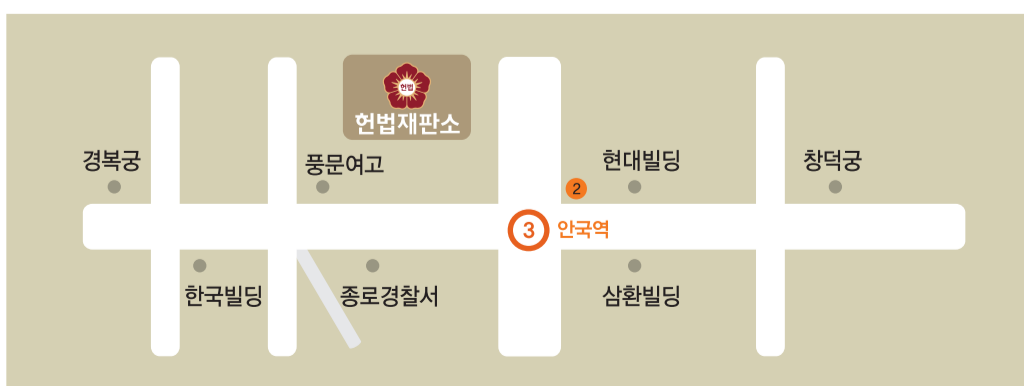 헌법
헌법재판소
경복궁
풍문여고
현대빌딩
창덕궁
2
3
안국역
한국빌딩
종로경찰서
삼환빌딩